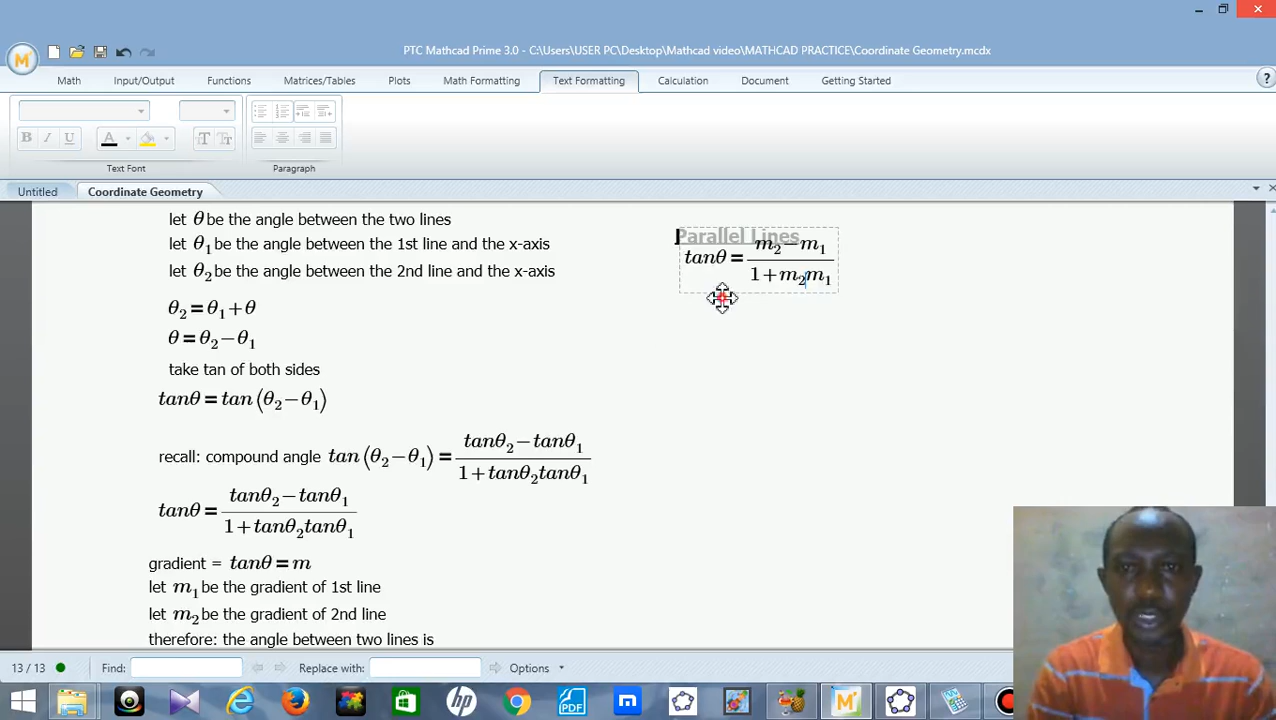 PTC Mathcad Prime 3.0 - C:\Users\USER PC\Desktop\Mathcad video\MATHCAD PRACTICE\Coordinate Geometry.mcdx
Math Input/Output Functions Matrices/Tables Plots Math Formatting Text Formatting Calculation Document Getting Started
B I U A
Text Font Paragraph
Untitled Coordinate Geometry
let θ be the angle between the two lines
let θ₁ be the angle between the 1st line and the x-axis
let θ₂ be the angle between the 2nd line and the x-axis
θ₂ = θ₁ + θ
θ = θ₂ − θ₁
take tan of both sides
tanθ = tan (θ₂ − θ₁)
recall: compound angle tan (θ₂ − θ₁) = (tanθ₂ − tanθ₁) / (1 + tanθ₂tanθ₁)
tanθ = (tanθ₂ − tanθ₁) / (1 + tanθ₂tanθ₁)
gradient = tanθ = m
let m₁ be the gradient of 1st line
let m₂ be the gradient of 2nd line
therefore: the angle between two lines is
Parallel Lines
tanθ = (m₂ − m₁) / (1 + m₂m₁)
13 / 13 Find: Replace with: Options
hp PDF m M